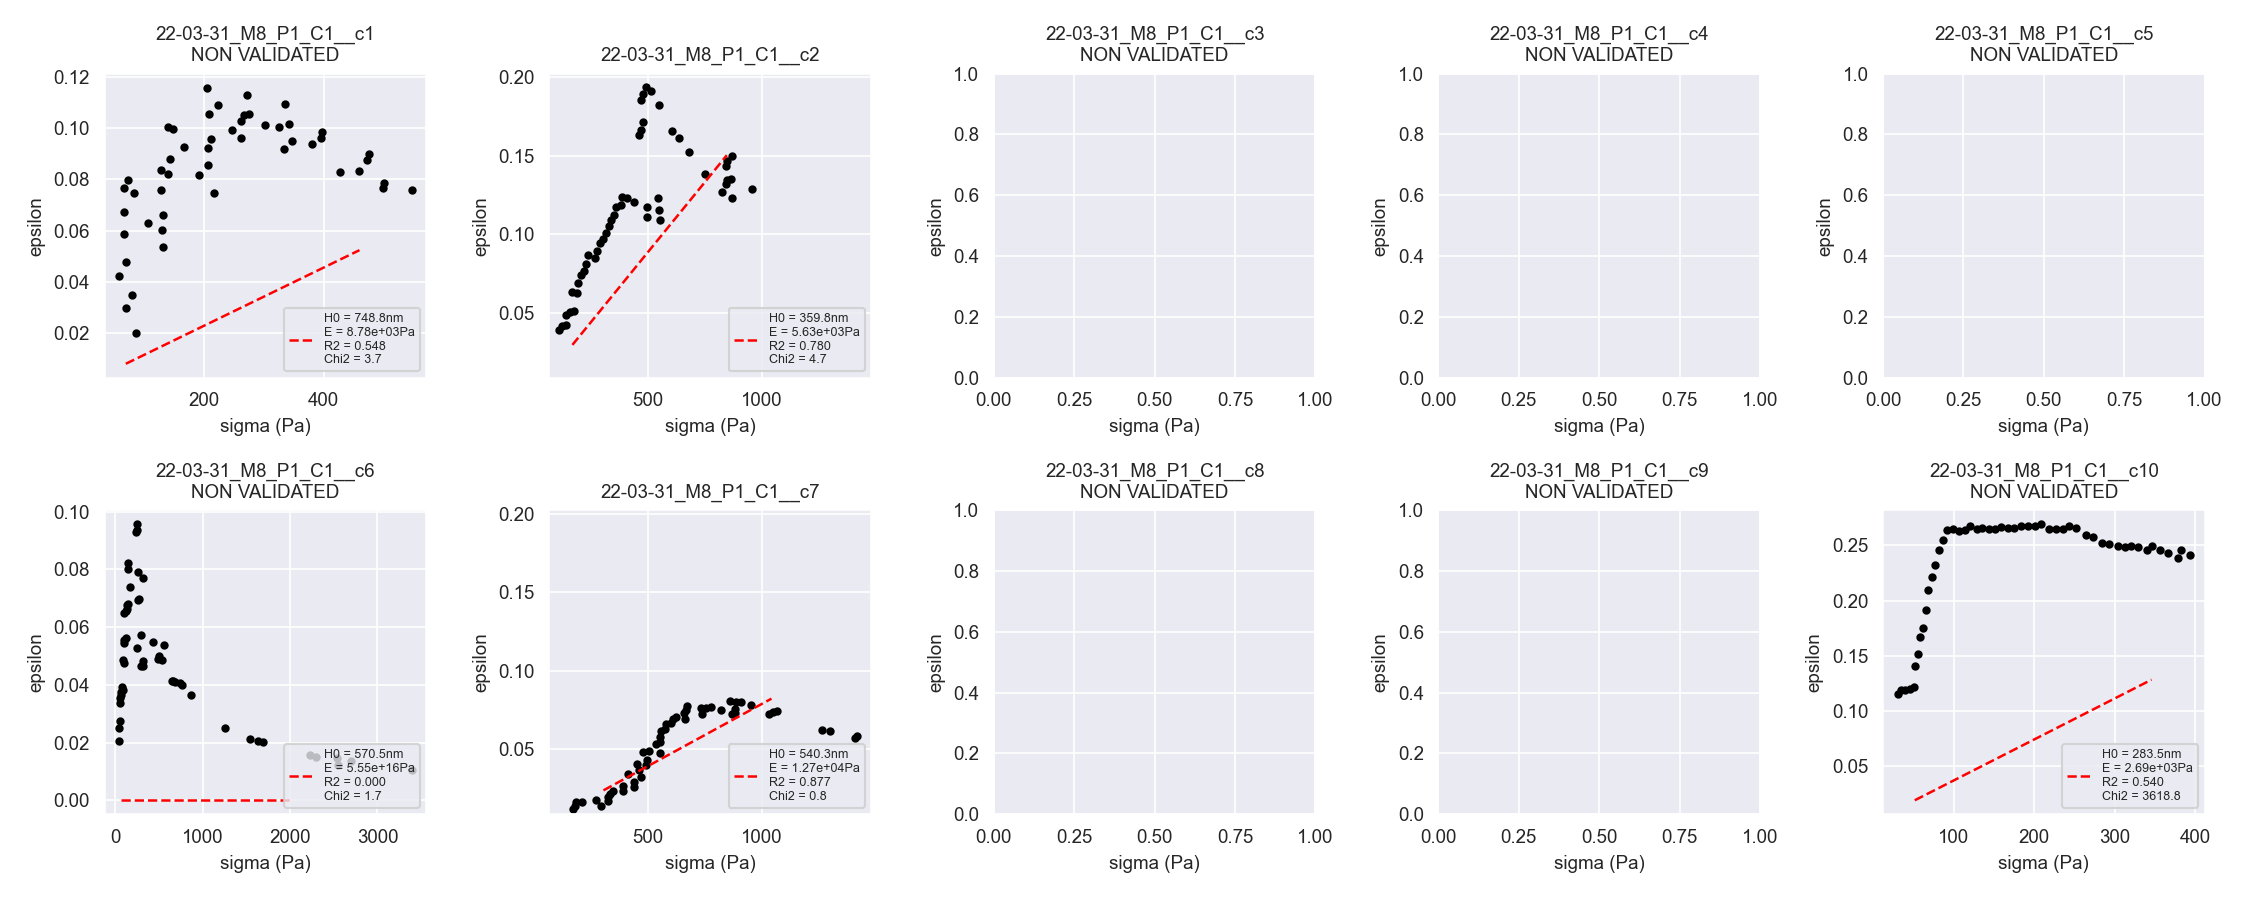 22-03-31_M8_P1_C1__c1
NON VALIDATED
0.12
0.10
0.08
0.06
0.04
0.02
epsilon
200
400
sigma (Pa)
H0 = 748.8nm
E = 8.78e+03Pa
R2 = 0.548
Chi2 = 3.7
22-03-31_M8_P1_C1__c2
0.20
0.15
0.10
0.05
epsilon
500
1000
sigma (Pa)
H0 = 359.8nm
E = 5.63e+03Pa
R2 = 0.780
Chi2 = 4.7
22-03-31_M8_P1_C1__c3
NON VALIDATED
1.0
0.8
0.6
0.4
0.2
0.0
epsilon
0.00
0.25
0.50
0.75
1.00
sigma (Pa)
22-03-31_M8_P1_C1__c4
NON VALIDATED
1.0
0.8
0.6
0.4
0.2
0.0
epsilon
0.00
0.25
0.50
0.75
1.00
sigma (Pa)
22-03-31_M8_P1_C1__c5
NON VALIDATED
1.0
0.8
0.6
0.4
0.2
0.0
epsilon
0.00
0.25
0.50
0.75
1.00
sigma (Pa)
22-03-31_M8_P1_C1__c6
NON VALIDATED
0.10
0.08
0.06
0.04
0.02
0.00
epsilon
0
1000
2000
3000
sigma (Pa)
H0 = 570.5nm
E = 5.55e+16Pa
R2 = 0.000
Chi2 = 1.7
22-03-31_M8_P1_C1__c7
0.20
0.15
0.10
0.05
epsilon
500
1000
sigma (Pa)
H0 = 540.3nm
E = 1.27e+04Pa
R2 = 0.877
Chi2 = 0.8
22-03-31_M8_P1_C1__c8
NON VALIDATED
1.0
0.8
0.6
0.4
0.2
0.0
epsilon
0.00
0.25
0.50
0.75
1.00
sigma (Pa)
22-03-31_M8_P1_C1__c9
NON VALIDATED
1.0
0.8
0.6
0.4
0.2
0.0
epsilon
0.00
0.25
0.50
0.75
1.00
sigma (Pa)
22-03-31_M8_P1_C1__c10
NON VALIDATED
0.25
0.20
0.15
0.10
0.05
epsilon
100
200
300
400
sigma (Pa)
H0 = 283.5nm
E = 2.69e+03Pa
R2 = 0.540
Chi2 = 3618.8